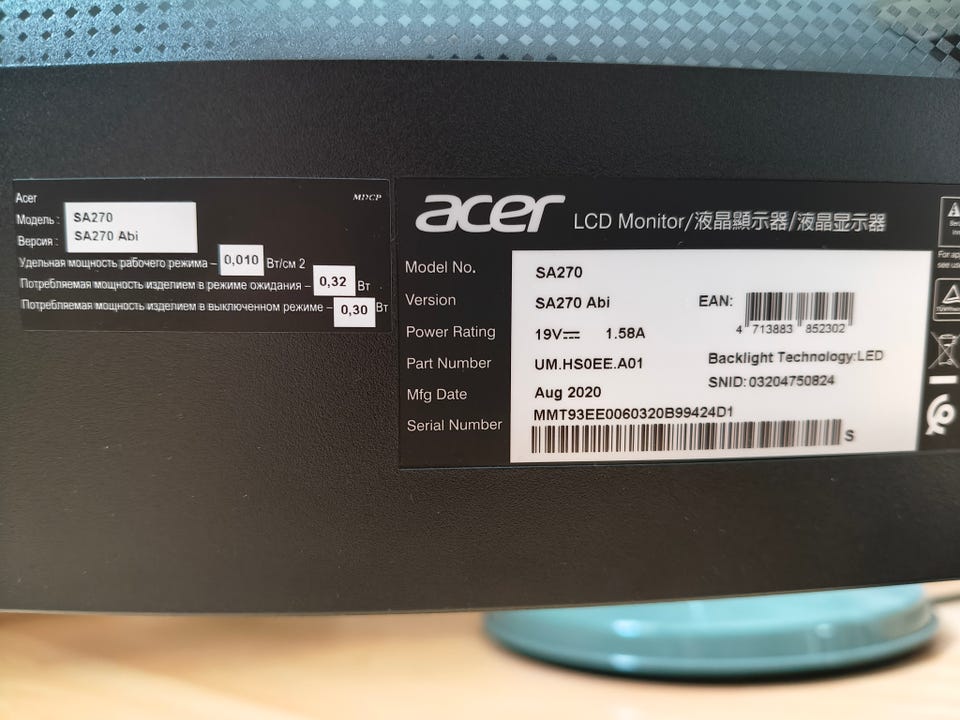 Acer
MDCP
Модель : SA270
Версия : SA270 Abi
Удельная мощность рабочего режима – 0,010 Вт/см 2
Потребляемая мощность изделием в режиме ожидания – 0,32 Вт
Потребляемая мощность изделием в выключенном режиме – 0,30 Вт
acer LCD Monitor/液晶顯示器/液晶显示器
Model No. SA270
Version SA270 Abi EAN:
4 713883 852302
Power Rating 19V 1.58A
Part Number UM.HS0EE.A01 Backlight Technology:LED
Mfg Date Aug 2020 SNID:03204750824
Serial Number MMT93EE0060320B99424D1
S
For
see